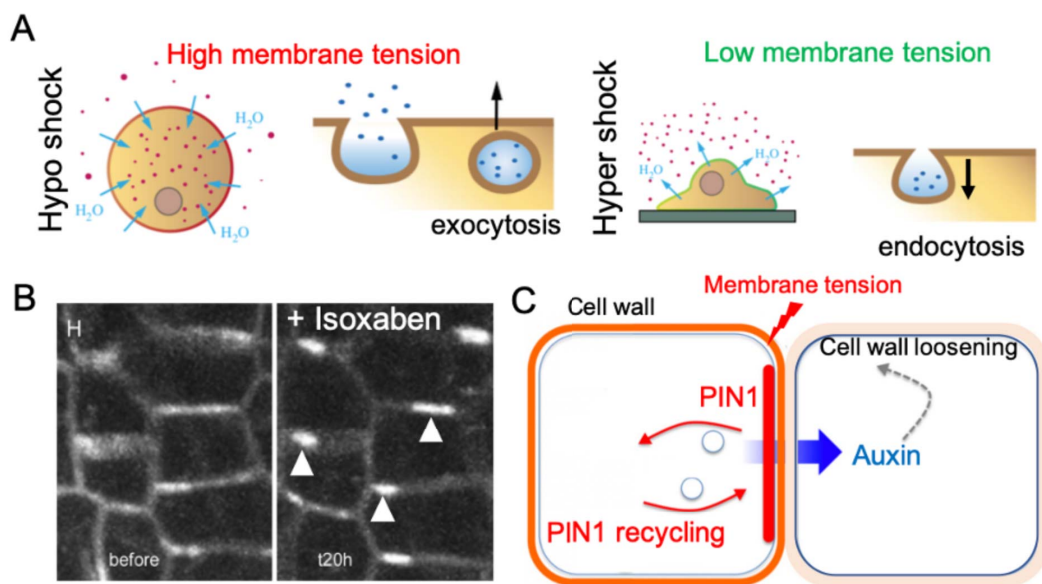 A
Hypo shock
High membrane tension
H₂O
H₂O
H₂O
exocytosis
Hyper shock
Low membrane tension
H₂O
H₂O
H₂O
endocytosis
B
H
before
+ Isoxaben
t20h
C
Cell wall
Membrane tension
PIN1
PIN1 recycling
Cell wall loosening
Auxin